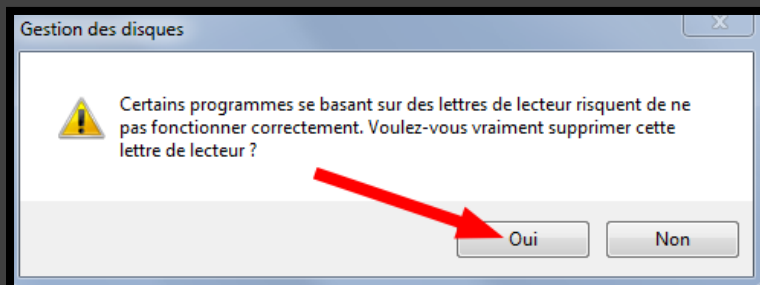 Gestion des disques
Certains programmes se basant sur des lettres de lecteur risquent de ne
pas fonctionner correctement. Voulez-vous vraiment supprimer cette
lettre de lecteur ?
Oui
Non